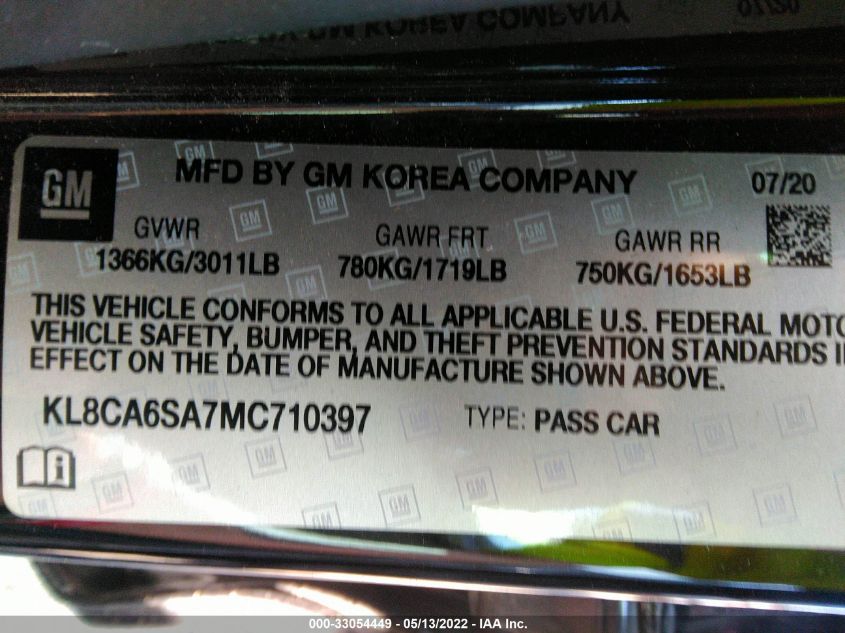 GM
MFD BY GM KOREA COMPANY
07/20
GVWR
1366KG/3011LB
GAWR FRT
780KG/1719LB
GAWR RR
750KG/1653LB
THIS VEHICLE CONFORMS TO ALL APPLICABLE U.S. FEDERAL MOTO
VEHICLE SAFETY, BUMPER, AND THEFT PREVENTION STANDARDS I
EFFECT ON THE DATE OF MANUFACTURE SHOWN ABOVE.
KL8CA6SA7MC710397
TYPE: PASS CAR
000-33054449 - 05/13/2022 - IAA Inc.